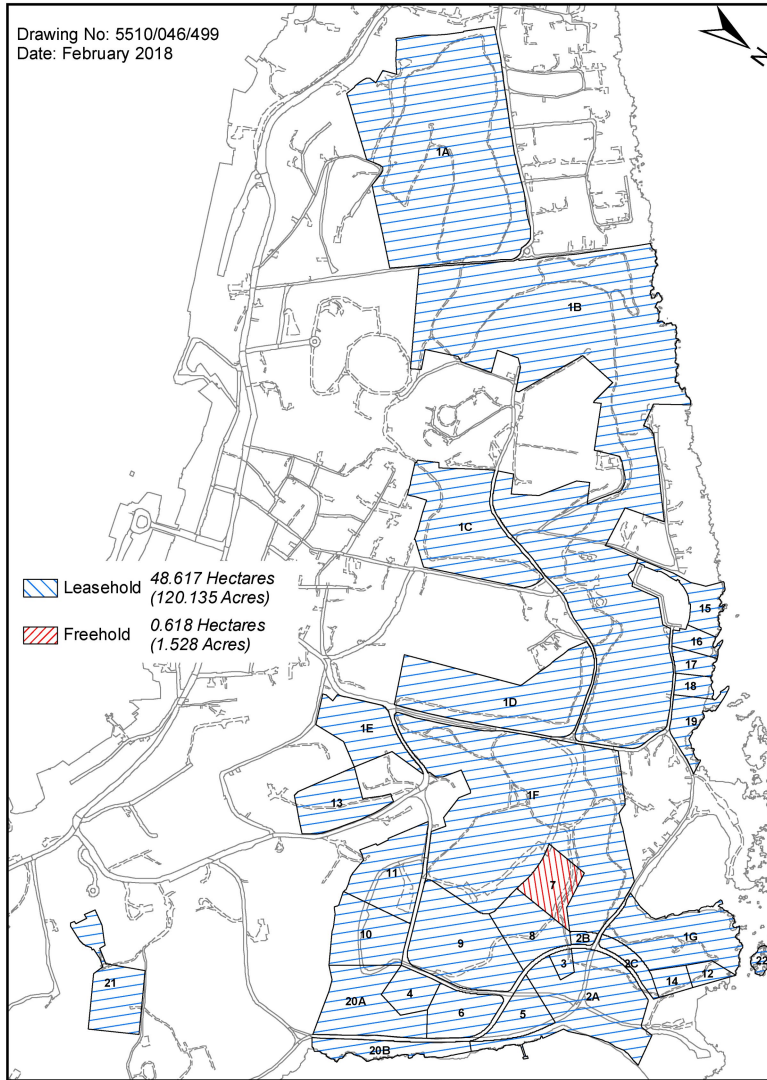 Drawing No: 5510/046/499
Date: February 2018
N
1A
1B
1C
Leasehold 48.617 Hectares
(120.135 Acres)
Freehold 0.618 Hectares
(1.528 Acres)
15
16
17
18
19
1D
1E
13
1F
11
7
10
9
8
2B
1G
2C
22
3
14
12
21
20A
4
6
5
2A
20B